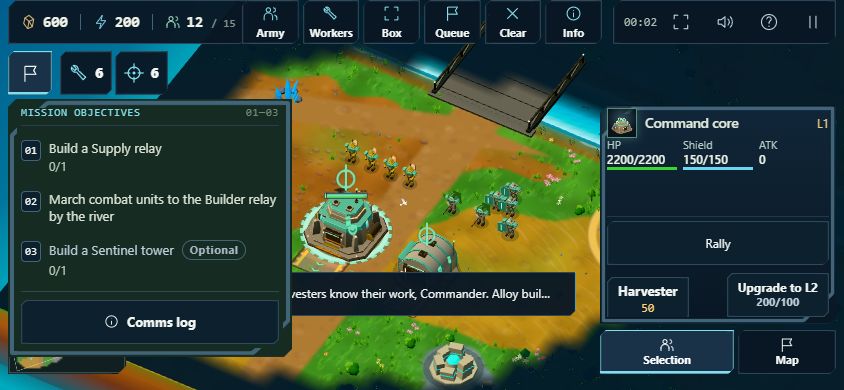 600
200
12 / 15
Army
Workers
Box
Queue
Clear
Info
00:02
6
6
MISSION OBJECTIVES
01—03
01 Build a Supply relay
0/1
02 March combat units to the Builder relay
by the river
03 Build a Sentinel tower Optional
0/1
Comms log
know their work, Commander. Alloy buil...
Command core
L1
HP Shield ATK
2200/2200 150/150 0
Rally
Harvester
50
Upgrade to L2
200/100
Selection
Map